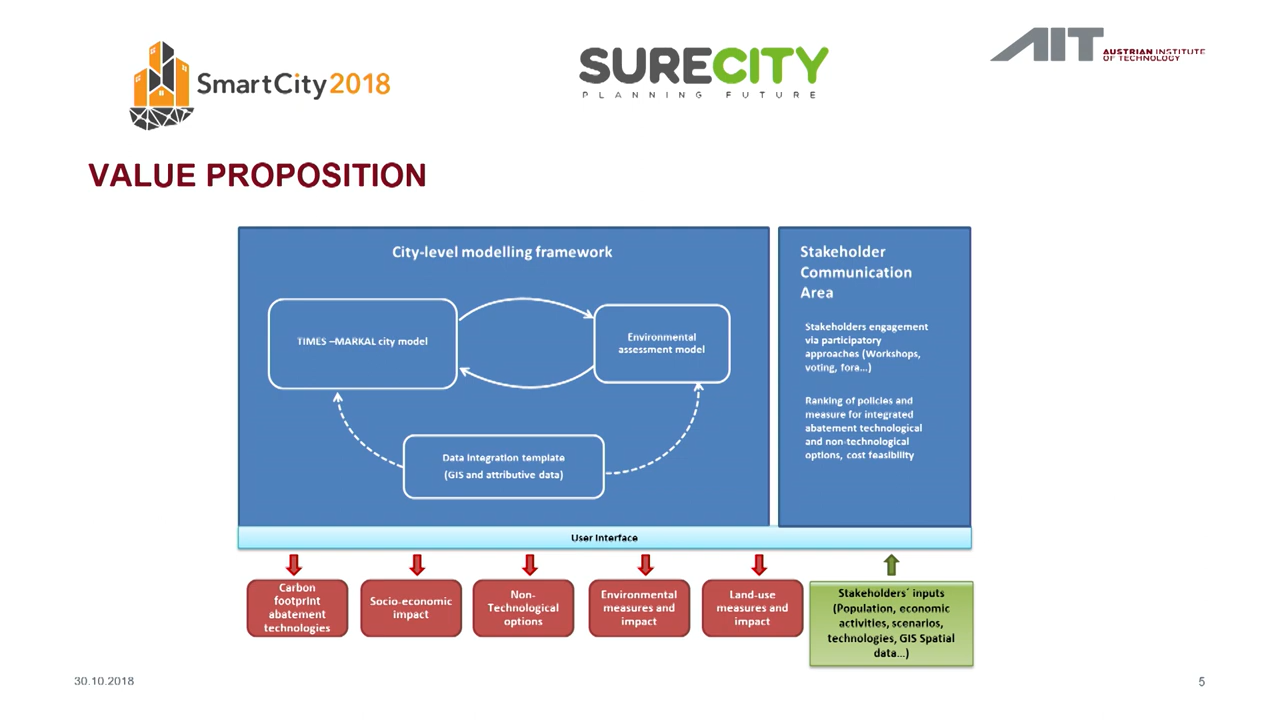 SmartCity2018
SURECITY
PLANNING FUTURE
AIT
AUSTRIAN INSTITUTE
OF TECHNOLOGY
VALUE PROPOSITION
City-level modelling framework
TIMES –MARKAL city model
Environmental
assessment model
Data integration template
(GIS and attributive data)
Stakeholder
Communication
Area
Stakeholders engagement
via participatory
approaches (Workshops,
voting, fora...)
Ranking of policies and
measure for integrated
abatement technological
and non-technological
options, cost feasibility
User Interface
Carbon
footprint
abatement
technologies
Socio-economic
impact
Non-
Technological
options
Environmental
measures and
impact
Land-use
measures and
impact
Stakeholders´ inputs
(Population, economic
activities, scenarios,
technologies, GIS Spatial
data...)
30.10.2018
5